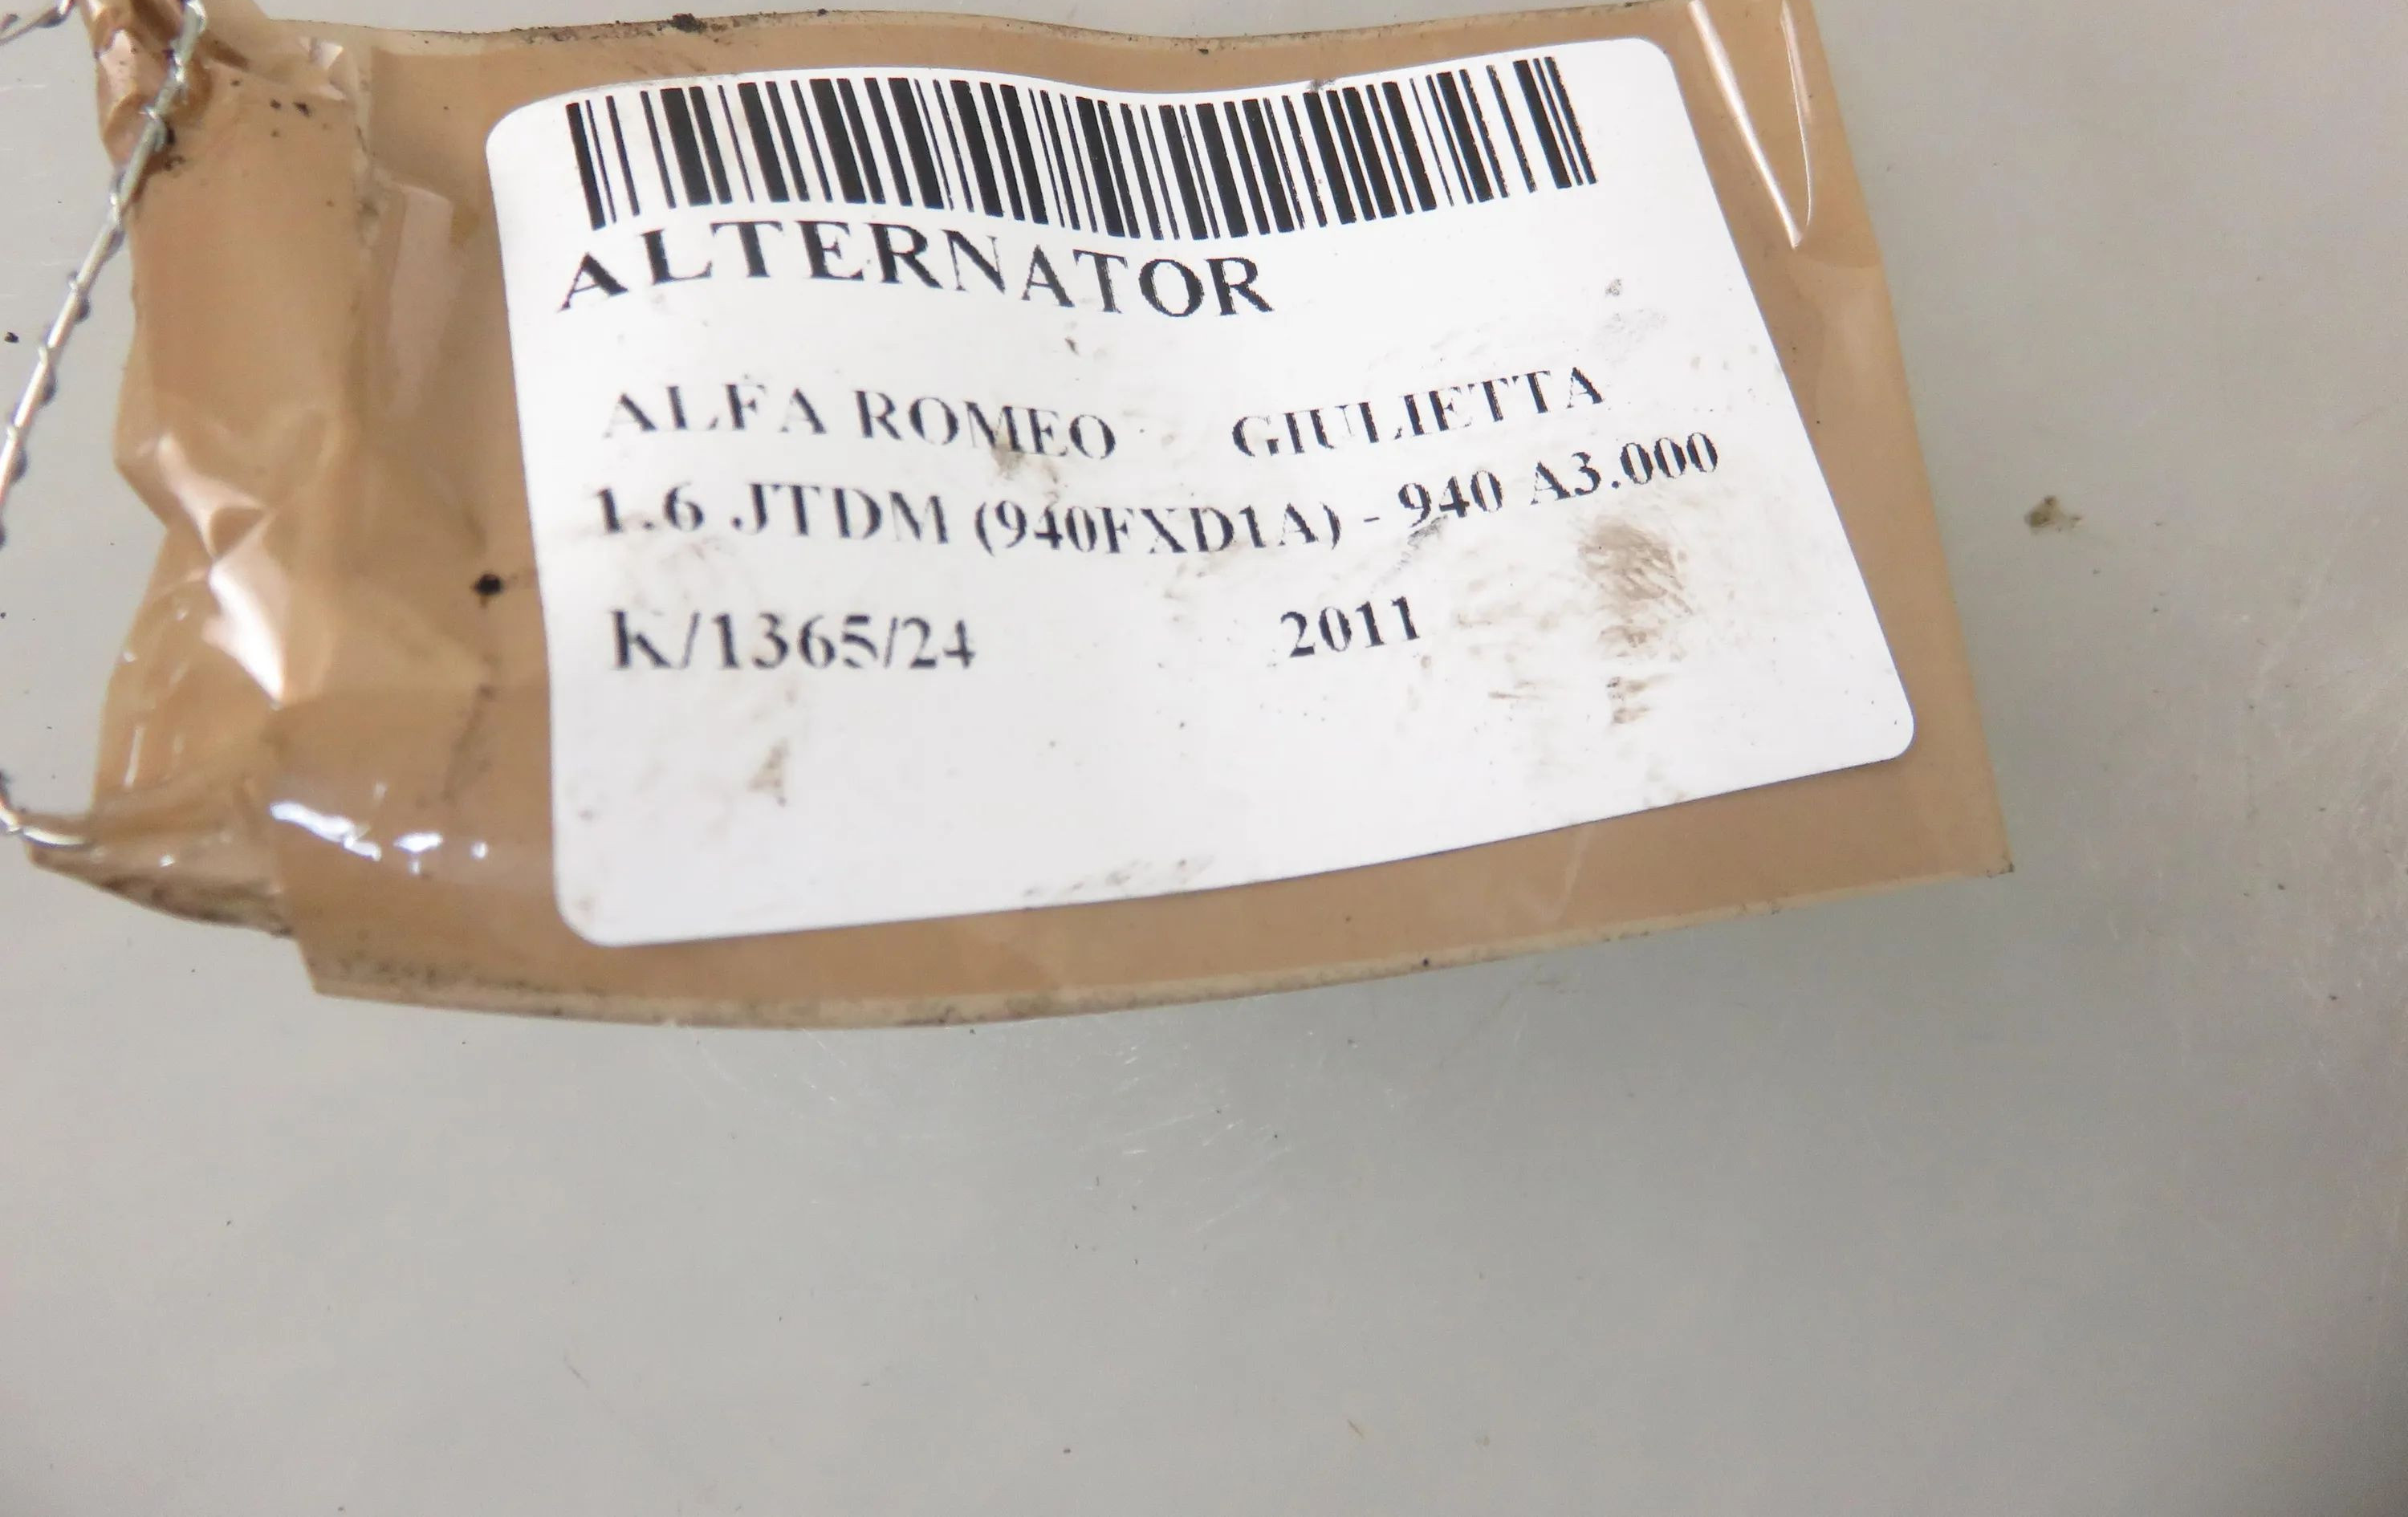 ALTERNATOR
ALFA ROMEO GIULIETTA
1.6 JTDM (940FXD1A) - 940 A3.000
K/1365/24 2011